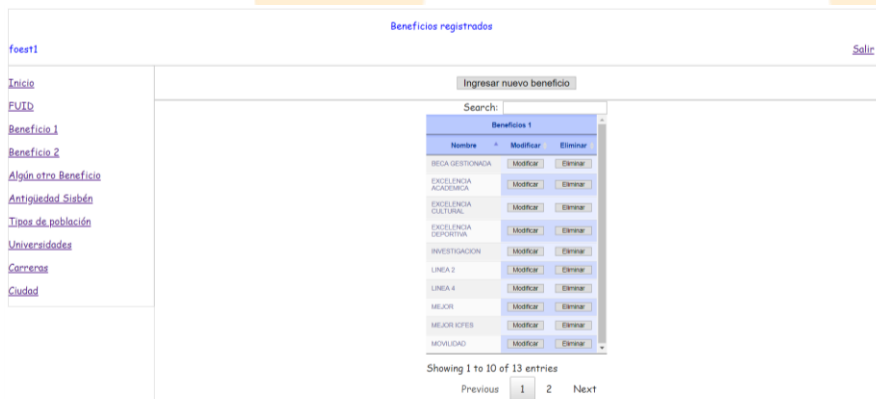 Beneficios registrados
foest1
Salir
Inicio
FUID
Beneficio 1
Beneficio 2
Algún otro Beneficio
Antigüedad Sisbén
Tipos de población
Universidades
Carreras
Ciudad
Ingresar nuevo beneficio
Search:
Beneficios 1
Nombre Modificar Eliminar
BECA GESTIONADA Modificar Eliminar
EXCELENCIA
ACADEMICA Modificar Eliminar
EXCELENCIA
CULTURAL Modificar Eliminar
EXCELENCIA
DEPORTIVA Modificar Eliminar
INVESTIGACION Modificar Eliminar
LINEA 2 Modificar Eliminar
LINEA 4 Modificar Eliminar
MEJOR Modificar Eliminar
MEJOR ICFES Modificar Eliminar
MOVILIDAD Modificar Eliminar
Showing 1 to 10 of 13 entries
Previous 1 2 Next